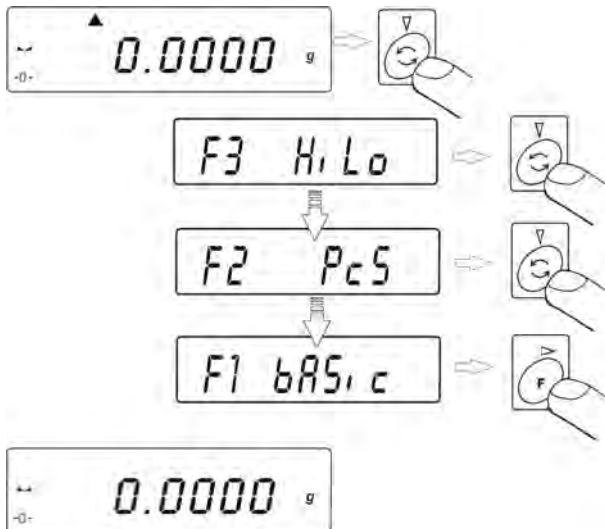 0.0000 g
-0-
F3 HiLo
F2 PcS
F1 bASic
F
0.0000 g
-0-